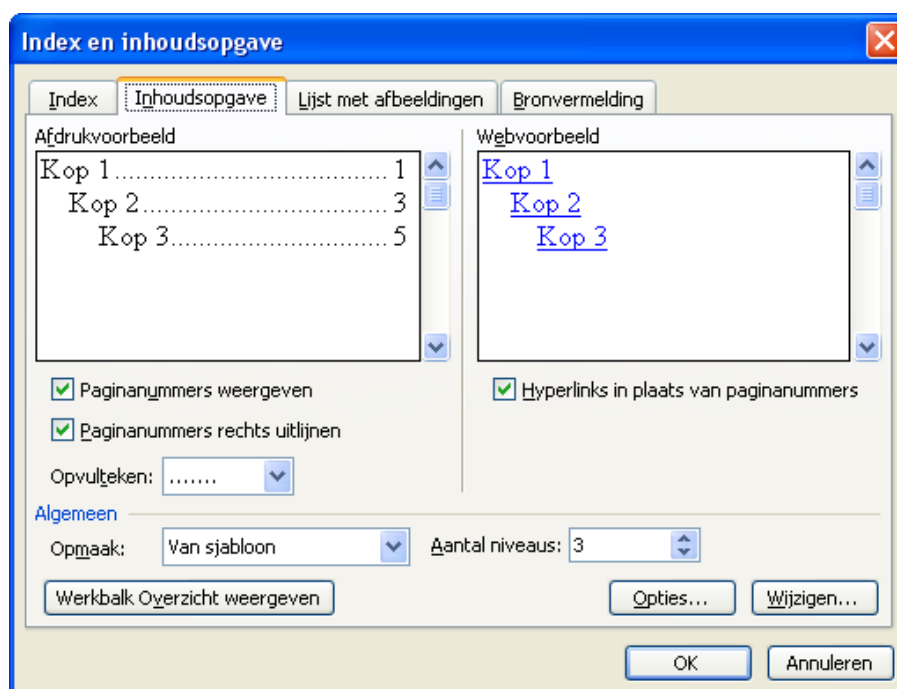 Index en inhoudsopgave
Index Inhoudsopgave Lijst met afbeeldingen Bronvermelding
Afdrukvoorbeeld Webvoorbeeld
Kop 1.......................................1 Kop 1
Kop 2..................................3 Kop 2
Kop 3..............................5 Kop 3
Paginanummers weergeven Hyperlinks in plaats van paginanummers
Paginanummers rechts uitlijnen
Opvulteken: .......
Algemeen
Opmaak: Van sjabloon Aantal niveaus: 3
Werkbalk Overzicht weergeven Opties... Wijzigen...
OK Annuleren